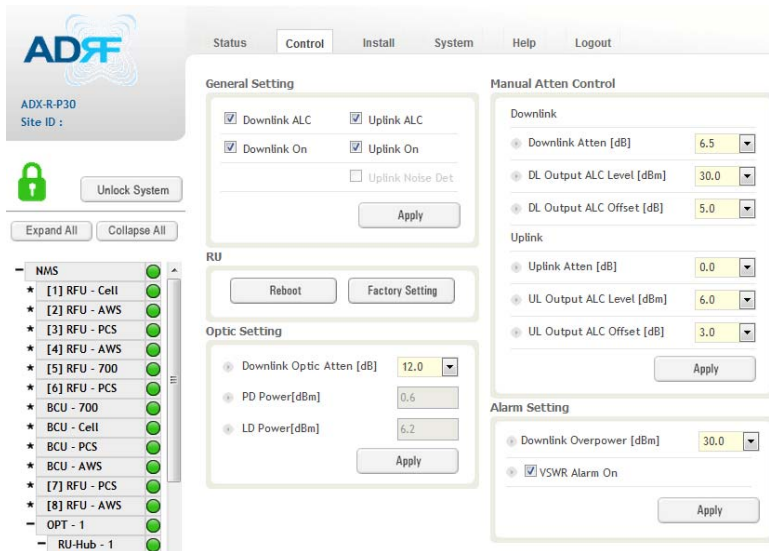 ADRF
ADX-R-P30
Site ID :
Unlock System
Expand All
Collapse All
NMS
[1] RFU - Cell
[2] RFU - AWS
[3] RFU - PCS
[4] RFU - AWS
[5] RFU - 700
[6] RFU - PCS
BCU - 700
BCU - Cell
BCU - PCS
BCU - AWS
[7] RFU - PCS
[8] RFU - AWS
OPT - 1
RU-Hub - 1
Status Control Install System Help Logout
General Setting
Downlink ALC Uplink ALC
Downlink On Uplink On
Uplink Noise Det
Apply
RU
Reboot Factory Setting
Optic Setting
Downlink Optic Atten [dB] 12.0
PD Power[dBm] 0.6
LD Power[dBm] 6.2
Apply
Manual Atten Control
Downlink
Downlink Atten [dB] 6.5
DL Output ALC Level [dBm] 30.0
DL Output ALC Offset [dB] 5.0
Uplink
Uplink Atten [dB] 0.0
UL Output ALC Level [dBm] 6.0
UL Output ALC Offset [dB] 3.0
Apply
Alarm Setting
Downlink Overpower [dBm] 30.0
VSWR Alarm On
Apply